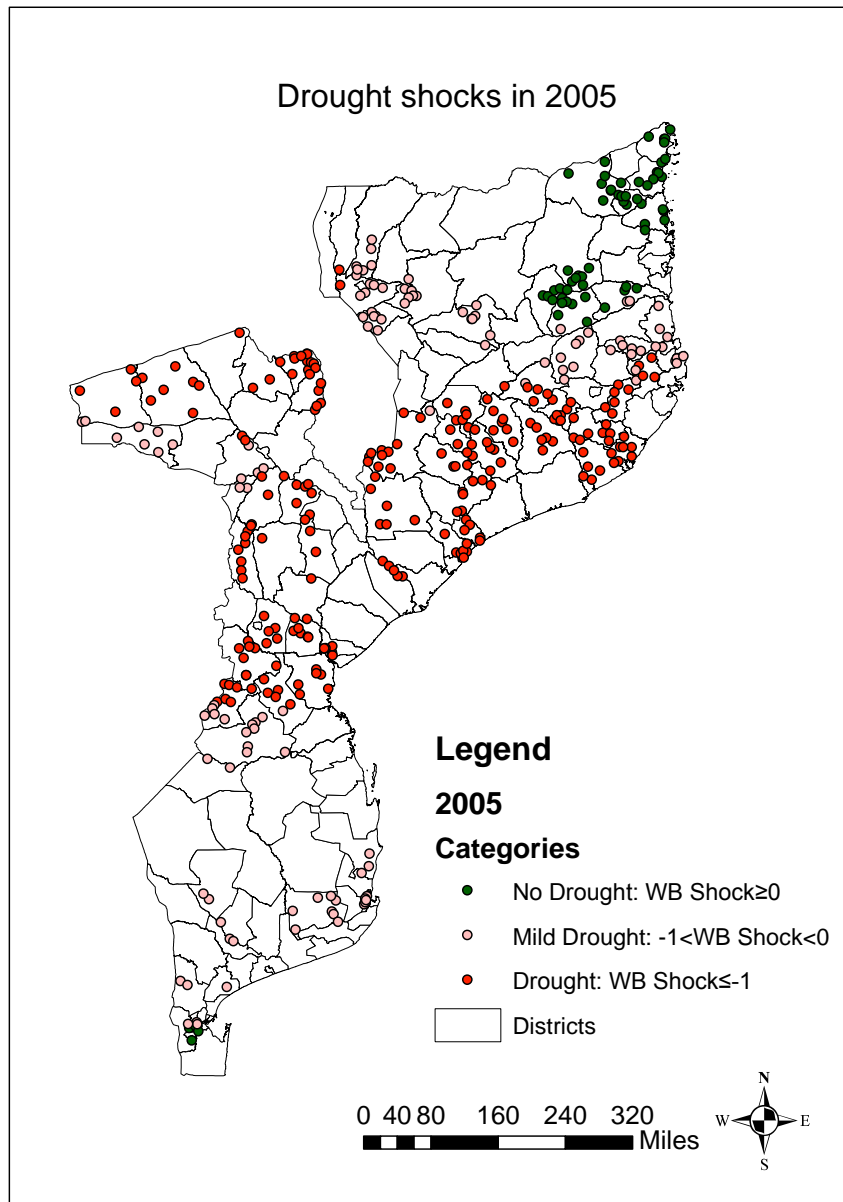 Drought shocks in 2005
Legend
2005
Categories
No Drought: WB Shock≥0
Mild Drought: -1<WB Shock<0
Drought: WB Shock≤-1
Districts
N
W E
S
0 40 80 160 240 320
Miles